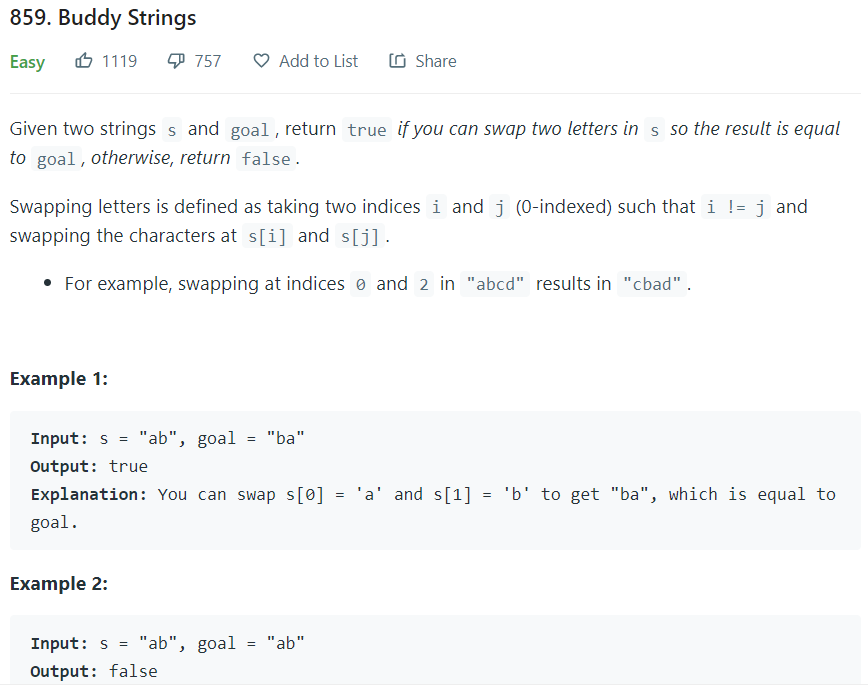 859. Buddy Strings
Easy 1119 757 Add to List Share
Given two strings s and goal, return true if you can swap two letters in s so the result is equal
to goal, otherwise, return false.
Swapping letters is defined as taking two indices i and j (0-indexed) such that i != j and
swapping the characters at s[i] and s[j].
• For example, swapping at indices 0 and 2 in "abcd" results in "cbad".
Example 1:
Input: s = "ab", goal = "ba"
Output: true
Explanation: You can swap s[0] = 'a' and s[1] = 'b' to get "ba", which is equal to
goal.
Example 2:
Input: s = "ab", goal = "ab"
Output: false